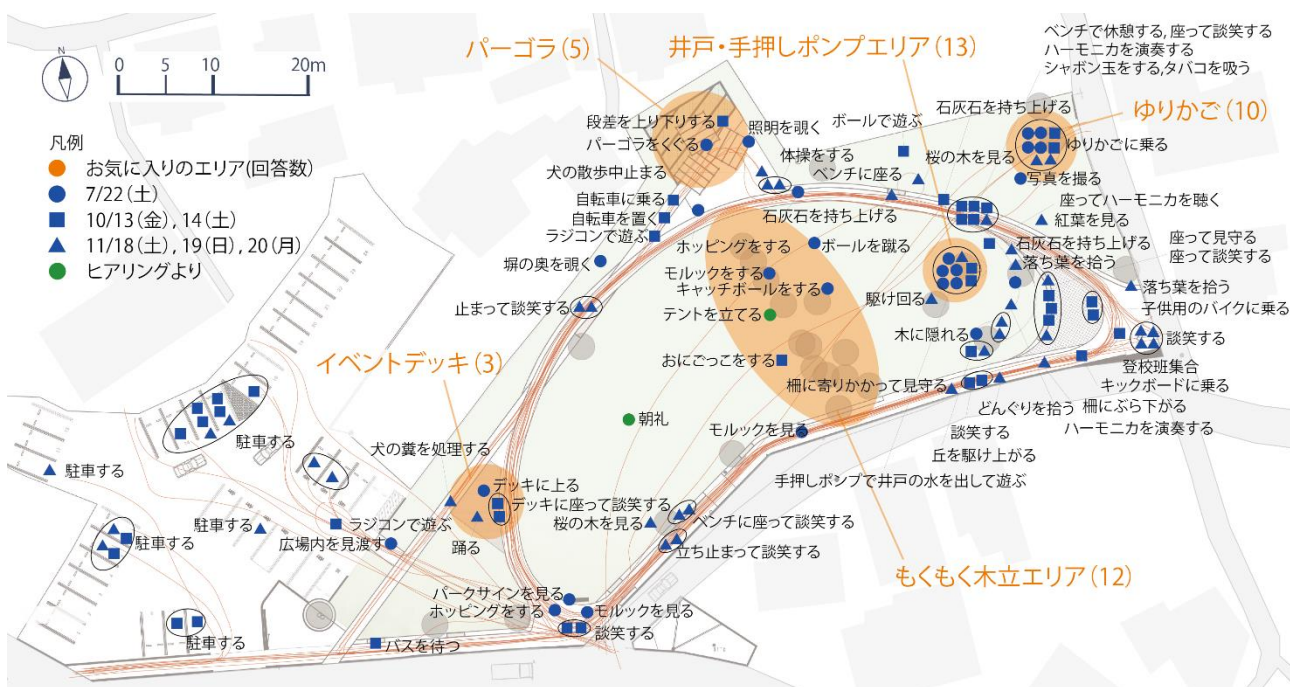 N
0 5 10 20m
凡例
お気に入りのエリア(回答数)
7/22(土)
10/13(金), 14(土)
11/18(土), 19(日), 20(月)
ヒアリングより
パーゴラ(5)
井戸・手押しポンプエリア(13)
ベンチで休憩する, 座って談笑する
ハーモニカを演奏する
シャボン玉をする,タバコを吸う
石灰石を持ち上げる
ゆりかご(10)
ゆりかごに乗る
段差を上り下りする
照明を覗く
ボールで遊ぶ
パーゴラをくぐる
体操をする
桜の木を見る
犬の散歩中止まる
ベンチに座る
写真を撮る
自転車に乗る
自転車を置く
石灰石を持ち上げる
座ってハーモニカを聴く
紅葉を見る
ラジコンで遊ぶ
ホッピングをする
ボールを蹴る
石灰石を持ち上げる
座って見守る
座って談笑する
塀の奥を覗く
モルックをする
落ち葉を拾う
キャッチボールをする
駆け回る
落ち葉を拾う
子供用のバイクに乗る
止まって談笑する
テントを立てる
木に隠れる
談笑する
イベントデッキ(3)
おにごっこをする
登校班集合
柵に寄りかかって見守る
キックボードに乗る
どんぐりを拾う
柵にぶら下がる
朝礼
モルックを見る
談笑する
ハーモニカを演奏する
丘を駆け上がる
駐車する
犬の糞を処理する
手押しポンプで井戸の水を出して遊ぶ
駐車する
デッキに上る
デッキに座って談笑する
桜の木を見る
ベンチに座って談笑する
駐車する
駐車する
ラジコンで遊ぶ
広場内を見渡す
踊る
立ち止まって談笑する
もくもく木立エリア(12)
パークサインを見る
ホッピングをする
モルックを見る
駐車する
談笑する
バスを待つ